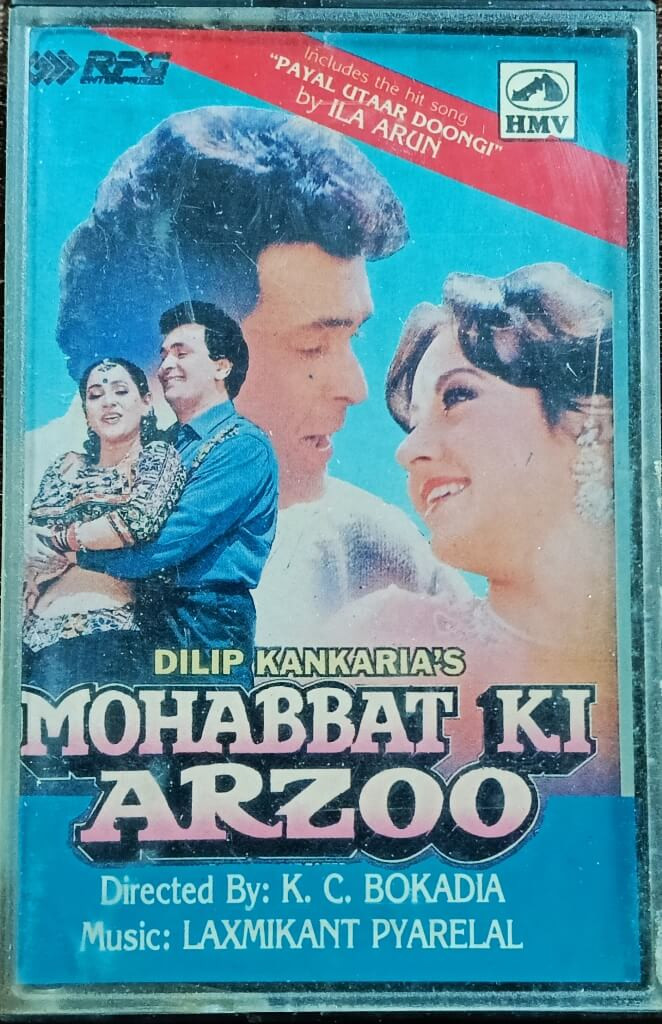 RPG
ENTERPRISES
Includes the hit song
"PAYAL UTAAR DOONGI"
by ILA ARUN
HMV
DILIP KANKARIA'S
MOHABBAT KI
ARZOO
Directed By: K. C. BOKADIA
Music: LAXMIKANT PYARELAL